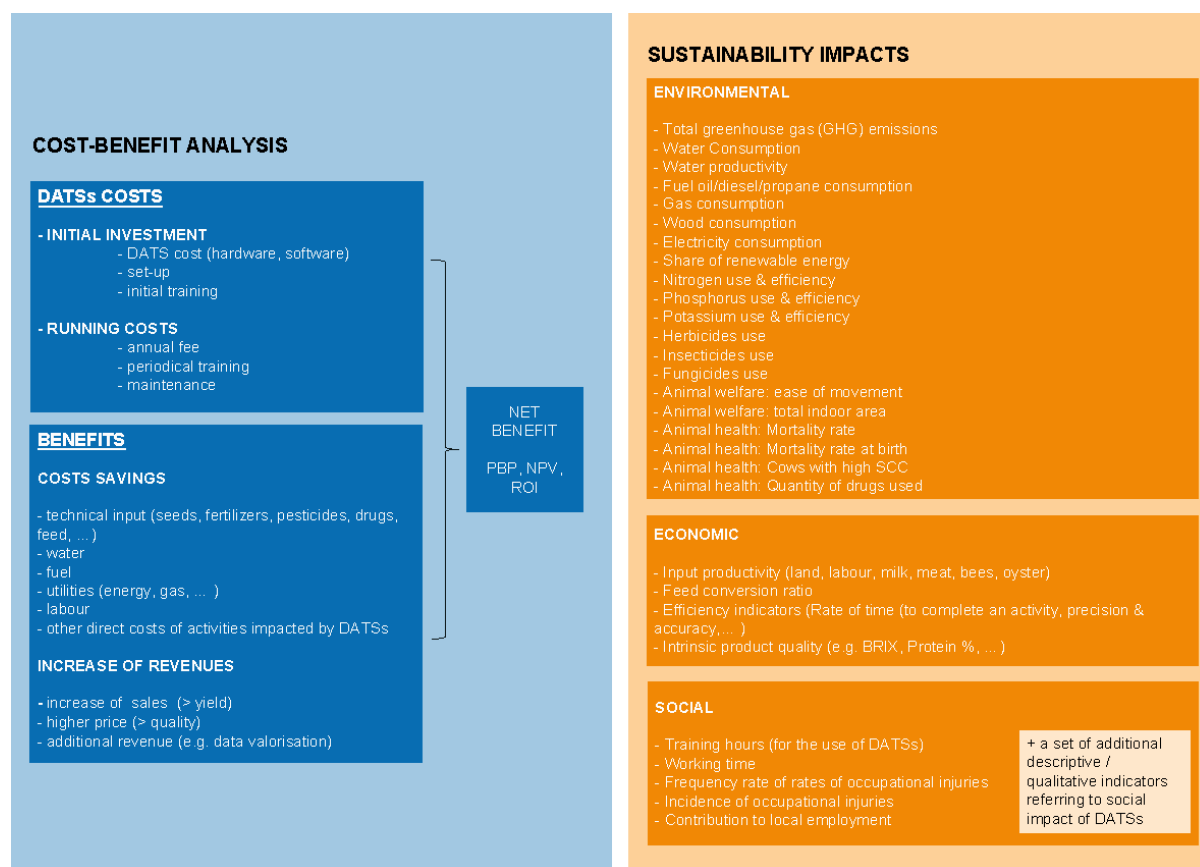 COST-BENEFIT ANALYSIS
DATSs COSTS
- INITIAL INVESTMENT
- DATS cost (hardware, software)
- set-up
- initial training
- RUNNING COSTS
- annual fee
- periodical training
- maintenance
BENEFITS
COSTS SAVINGS
- technical input (seeds, fertilizers, pesticides, drugs,
feed, ... )
- water
- fuel
- utilities (energy, gas, ... )
- labour
- other direct costs of activities impacted by DATSs
INCREASE OF REVENUES
- increase of sales (> yield)
- higher price (> quality)
- additional revenue (e.g. data valorisation)
NET
BENEFIT
PBP, NPV,
ROI
SUSTAINABILITY IMPACTS
ENVIRONMENTAL
- Total greenhouse gas (GHG) emissions
- Water Consumption
- Water productivity
- Fuel oil/diesel/propane consumption
- Gas consumption
- Wood consumption
- Electricity consumption
- Share of renewable energy
- Nitrogen use & efficiency
- Phosphorus use & efficiency
- Potassium use & efficiency
- Herbicides use
- Insecticides use
- Fungicides use
- Animal welfare: ease of movement
- Animal welfare: total indoor area
- Animal health: Mortality rate
- Animal health: Mortality rate at birth
- Animal health: Cows with high SCC
- Animal health: Quantity of drugs used
ECONOMIC
- Input productivity (land, labour, milk, meat, bees, oyster)
- Feed conversion ratio
- Efficiency indicators (Rate of time (to complete an activity, precision &
accuracy,... )
- Intrinsic product quality (e.g. BRIX, Protein %, ... )
SOCIAL
- Training hours (for the use of DATSs)
- Working time
- Frequency rate of rates of occupational injuries
- Incidence of occupational injuries
- Contribution to local employment
+ a set of additional
descriptive /
qualitative indicators
referring to social
impact of DATSs